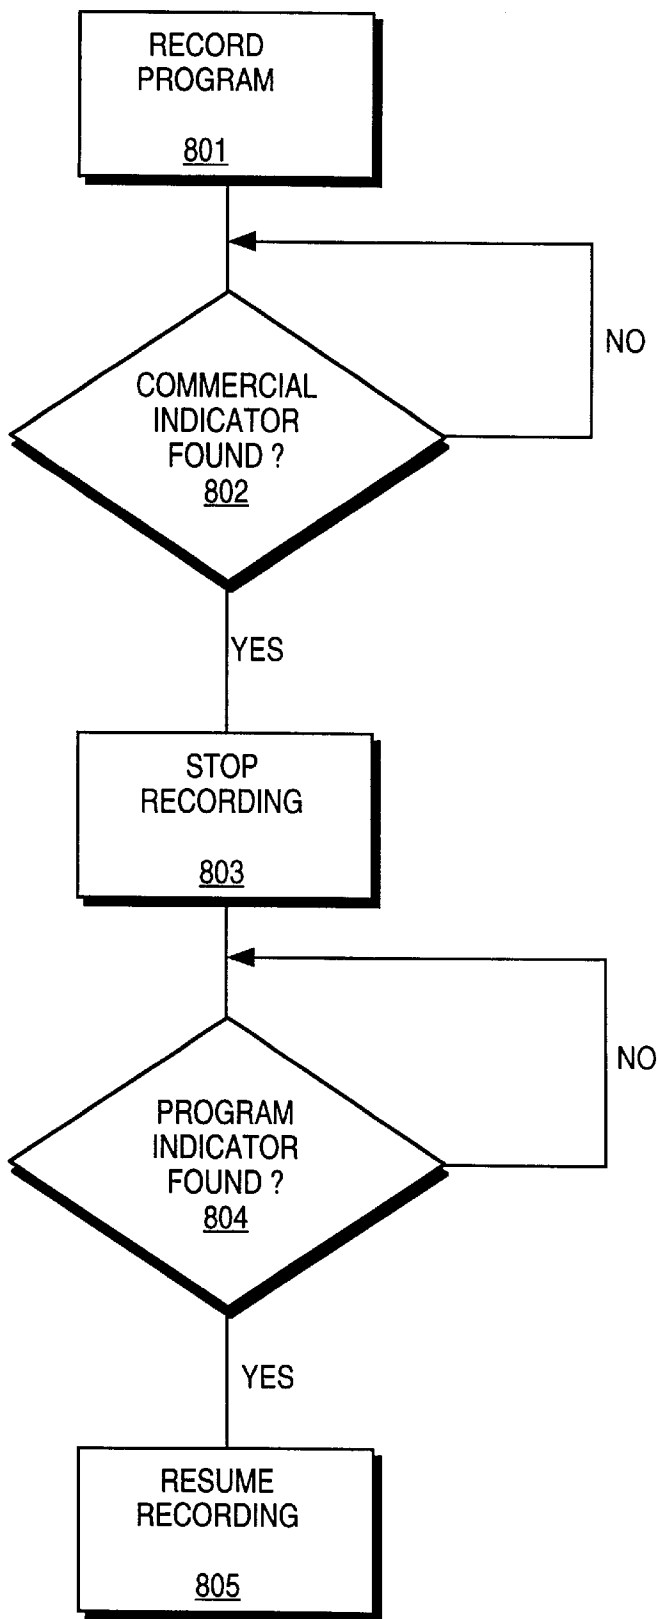 RECORD
PROGRAM
801
NO
COMMERCIAL
INDICATOR
FOUND ?
802
YES
STOP
RECORDING
803
NO
PROGRAM
INDICATOR
FOUND ?
804
YES
RESUME
RECORDING
805